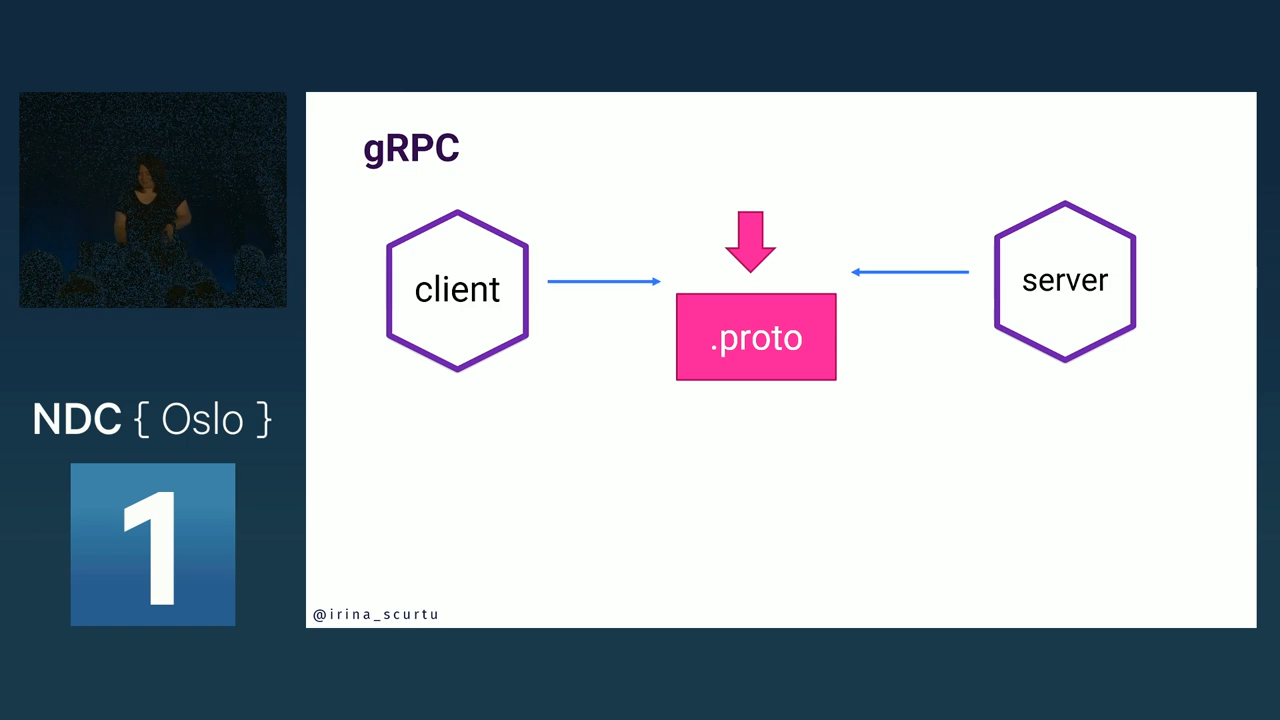 gRPC
client
.proto
server
NDC { Oslo }
1
@irina_scurtu